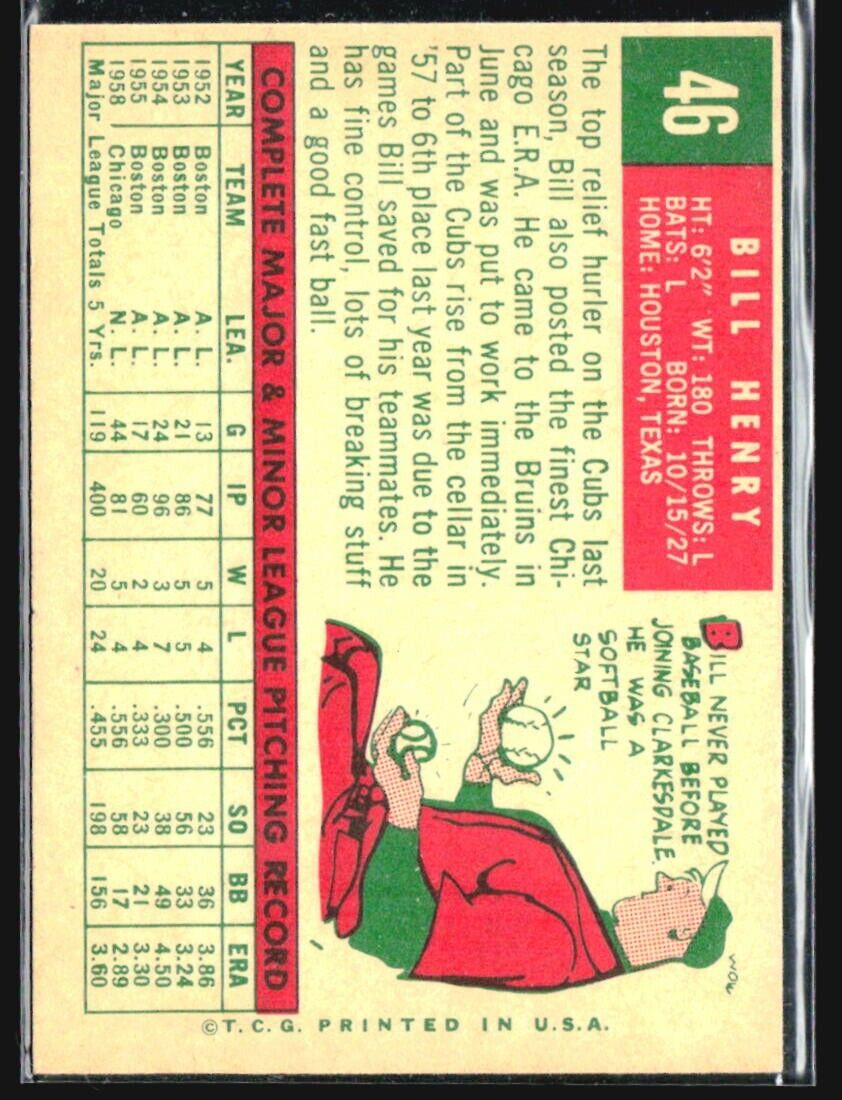 46
BILL HENRY
HT: 6'2" WT: 180 THROWS: L
BATS: L BORN: 10/15/27
HOME: HOUSTON, TEXAS
The top relief hurler on the Cubs last
season, Bill also posted the finest Chi-
cago E.R.A. He came to the Bruins in
June and was put to work immediately.
Part of the Cubs rise from the cellar in
'57 to 6th place last year was due to the
games Bill saved for his teammates. He
has fine control, lots of breaking stuff
and a good fast ball.
BILL NEVER PLAYED
BASEBALL BEFORE
JOINING CLARKESDALE.
HE WAS A
SOFTBALL
STAR
WOW
COMPLETE MAJOR & MINOR LEAGUE PITCHING RECORD
YEAR TEAM LEA. G IP W L PCT SO BB ERA
1952 Boston A. L. 13 77 5 4 .556 23 36 3.86
1953 Boston A. L. 21 86 5 5 .500 56 33 3.24
1954 Boston A. L. 24 96 3 7 .300 38 49 4.50
1955 Boston A. L. 17 60 2 4 .333 23 21 3.30
1958 Chicago N. L. 44 81 5 4 .556 58 17 2.89
Major League Totals 5 Yrs. 119 400 20 24 .455 198 156 3.60
©T.C.G. PRINTED IN U.S.A.